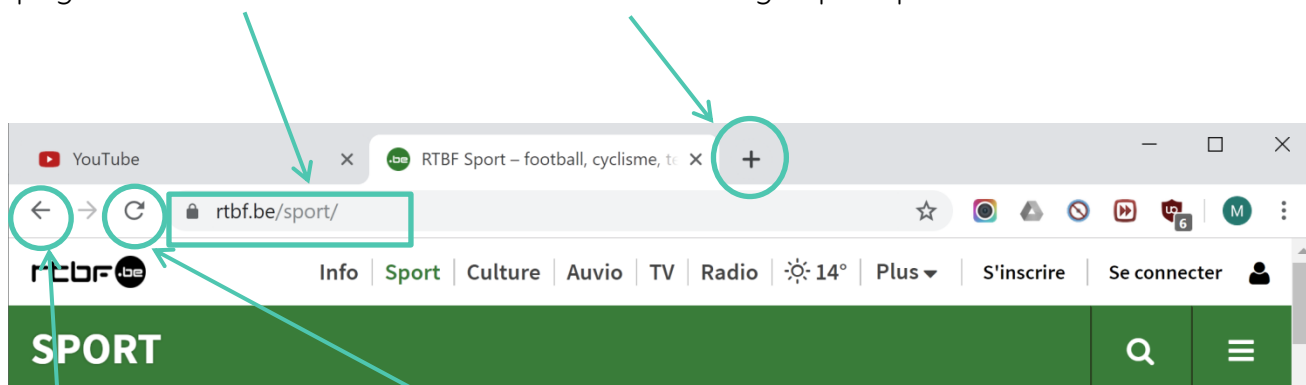 YouTube
RTBF Sport – football, cyclisme, te
rtbf.be/sport/
6
M
rtbf.be
Info Sport Culture Auvio TV Radio 14° Plus S'inscrire Se connecter
SPORT